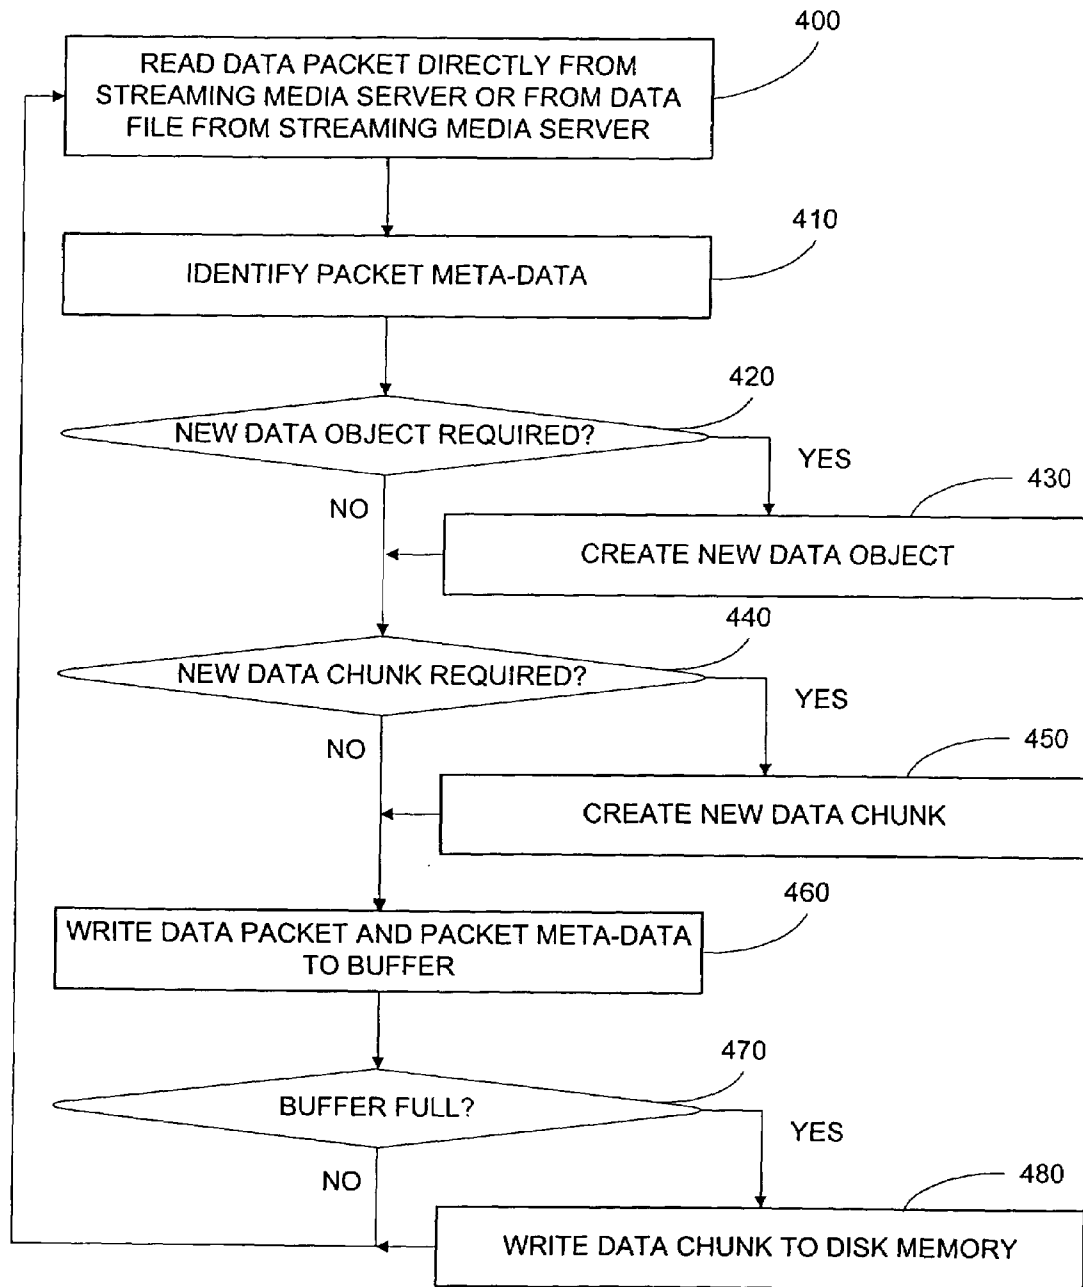 400
READ DATA PACKET DIRECTLY FROM
STREAMING MEDIA SERVER OR FROM DATA
FILE FROM STREAMING MEDIA SERVER
410
IDENTIFY PACKET META-DATA
420
NEW DATA OBJECT REQUIRED?
YES
NO
430
CREATE NEW DATA OBJECT
440
NEW DATA CHUNK REQUIRED?
YES
NO
450
CREATE NEW DATA CHUNK
460
WRITE DATA PACKET AND PACKET META-DATA
TO BUFFER
470
BUFFER FULL?
YES
NO
480
WRITE DATA CHUNK TO DISK MEMORY